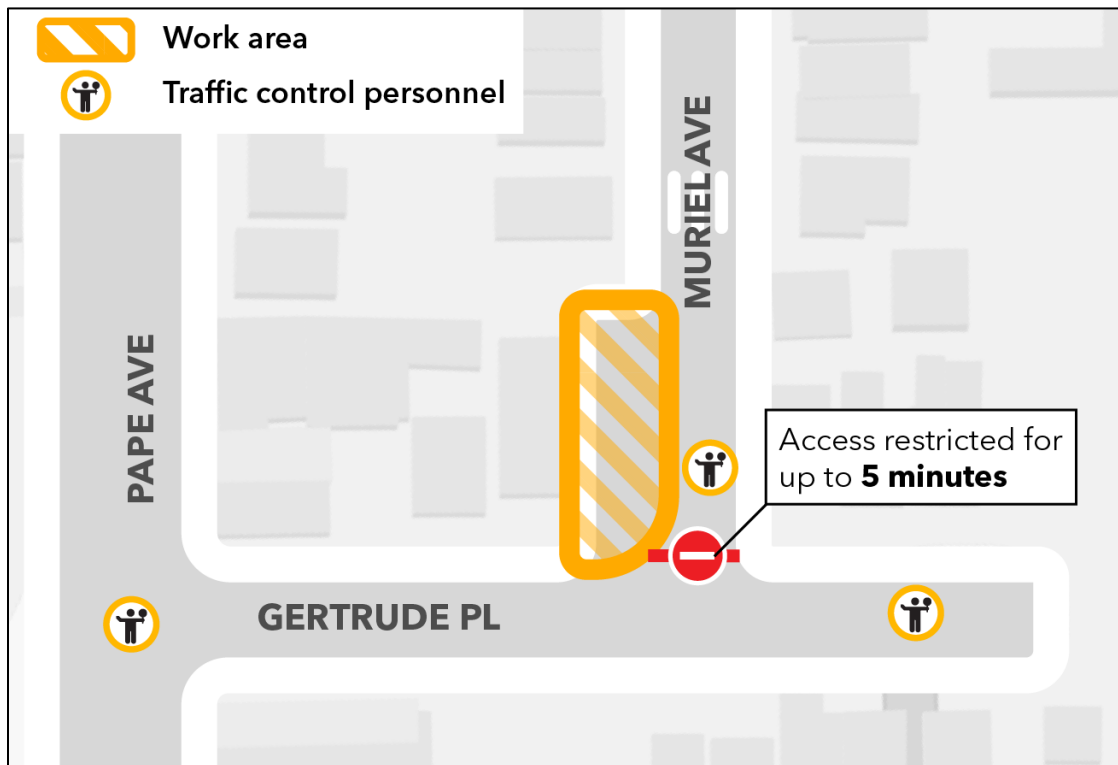 Work area
Traffic control personnel
MURIEL AVE
PAPE AVE
Access restricted for
up to 5 minutes
GERTRUDE PL